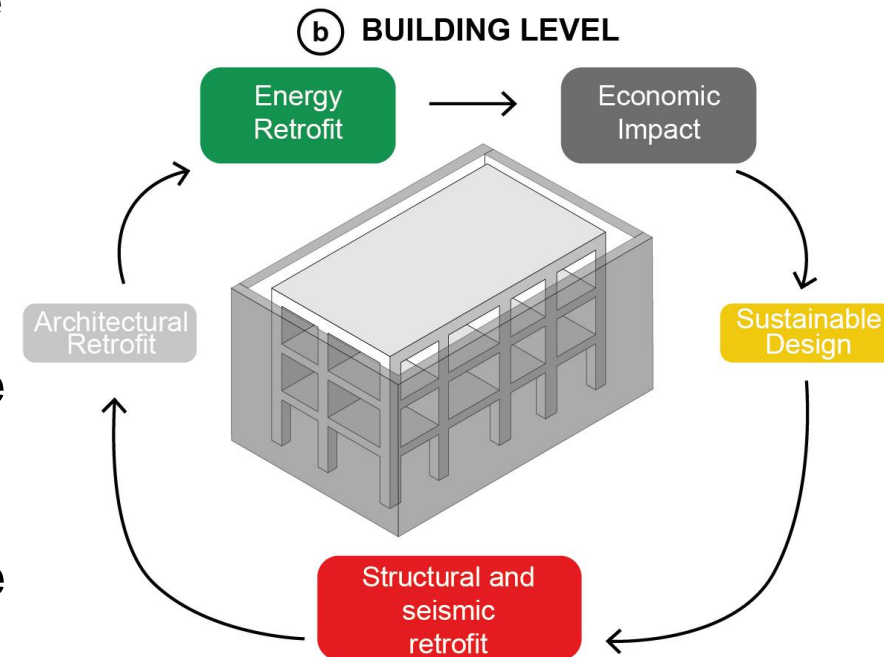 e
b BUILDING LEVEL
Energy
Retrofit
Economic
Impact
Architectural
Retrofit
Sustainable
Design
e
e
Structural and
seismic
retrofit